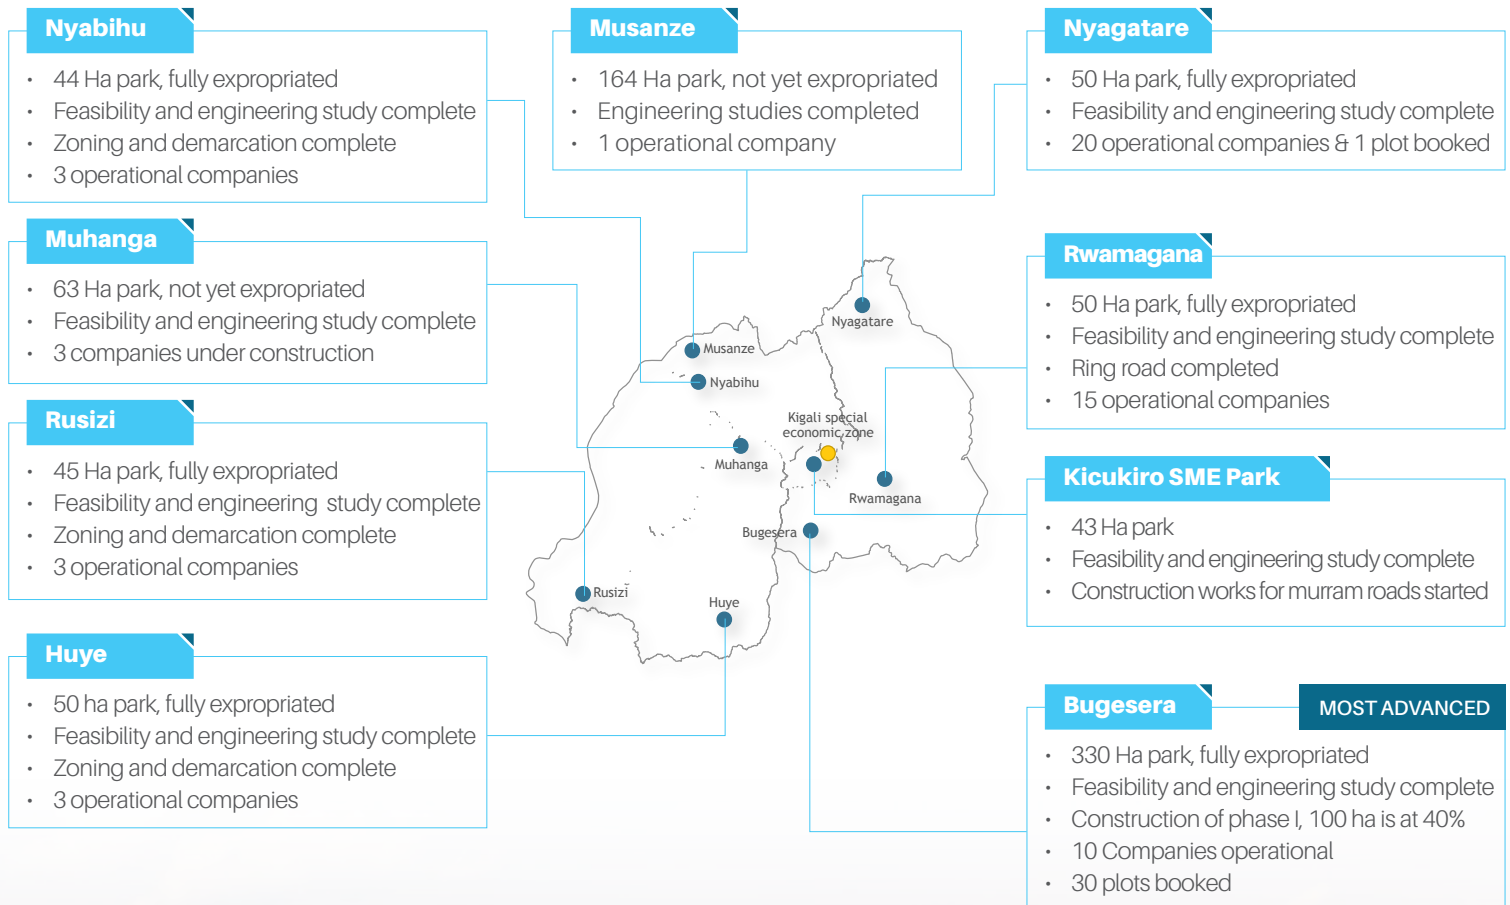 Nyabihu
• 44 Ha park, fully expropriated
• Feasibility and engineering study complete
• Zoning and demarcation complete
• 3 operational companies
Musanze
• 164 Ha park, not yet expropriated
• Engineering studies completed
• 1 operational company
Nyagatare
• 50 Ha park, fully expropriated
• Feasibility and engineering study complete
• 20 operational companies & 1 plot booked
Muhanga
• 63 Ha park, not yet expropriated
• Feasibility and engineering study complete
• 3 companies under construction
Rwamagana
• 50 Ha park, fully expropriated
• Feasibility and engineering study complete
• Ring road completed
• 15 operational companies
Rusizi
• 45 Ha park, fully expropriated
• Feasibility and engineering study complete
• Zoning and demarcation complete
• 3 operational companies
Kicukiro SME Park
• 43 Ha park
• Feasibility and engineering study complete
• Construction works for murram roads started
Huye
• 50 ha park, fully expropriated
• Feasibility and engineering study complete
• Zoning and demarcation complete
• 3 operational companies
Bugesera
MOST ADVANCED
• 330 Ha park, fully expropriated
• Feasibility and engineering study complete
• Construction of phase I, 100 ha is at 40%
• 10 Companies operational
• 30 plots booked
Nyagatare
Musanze
Nyabihu
Kigali special
economic zone
Muhanga
Rwamagana
Bugesera
Rusizi
Huye